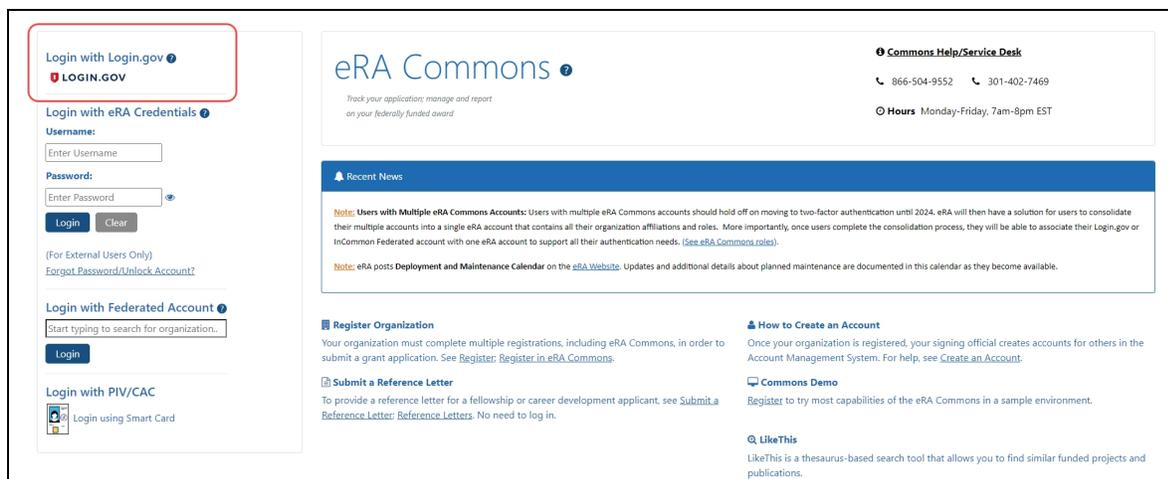 Login with Login.gov
LOGIN.GOV
Login with eRA Credentials
Username:
Enter Username
Password:
Enter Password
Login Clear
(For External Users Only)
Forgot Password/Unlock Account?
Login with Federated Account
Start typing to search for organization..
Login
Login with PIV/CAC
Login using Smart Card
eRA Commons
Track your application; manage and report
on your federally funded award
Commons Help/Service Desk
866-504-9552 301-402-7469
Hours Monday-Friday, 7am-8pm EST
Recent News
Note: Users with Multiple eRA Commons Accounts: Users with multiple eRA Commons accounts should hold off on moving to two-factor authentication until 2024. eRA will then have a solution for users to consolidate
their multiple accounts into a single eRA account that contains all their organization affiliations and roles. More importantly, once users complete the consolidation process, they will be able to associate their Login.gov or
InCommon Federated account with one eRA account to support all their authentication needs. (See eRA Commons roles).
Note: eRA posts Deployment and Maintenance Calendar on the eRA Website. Updates and additional details about planned maintenance are documented in this calendar as they become available.
Register Organization
Your organization must complete multiple registrations, including eRA Commons, in order to
submit a grant application. See Register; Register in eRA Commons.
Submit a Reference Letter
To provide a reference letter for a fellowship or career development applicant, see Submit a
Reference Letter; Reference Letters. No need to log in.
How to Create an Account
Once your organization is registered, your signing official creates accounts for others in the
Account Management System. For help, see Create an Account.
Commons Demo
Register to try most capabilities of the eRA Commons in a sample environment.
LikeThis
LikeThis is a thesaurus-based search tool that allows you to find similar funded projects and
publications.